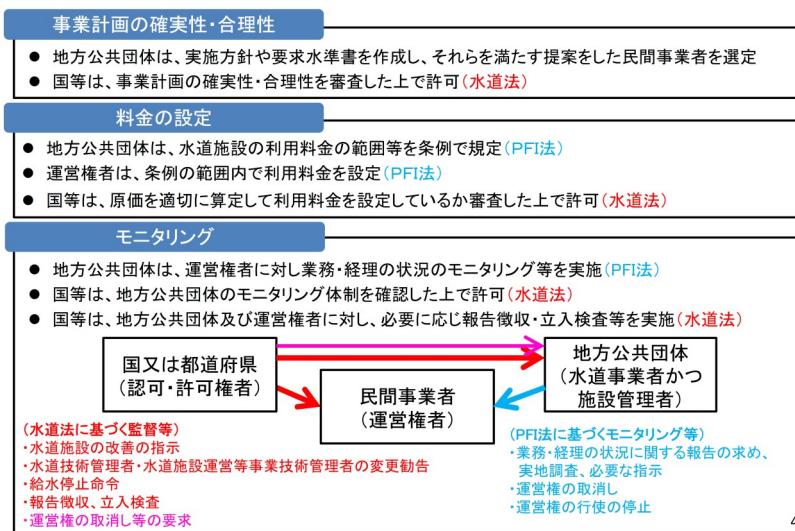 事業計画の確実性・合理性
● 地方公共団体は、実施方針や要求水準書を作成し、それらを満たす提案をした民間事業者を選定
● 国等は、事業計画の確実性・合理性を審査した上で許可(水道法)
料金の設定
● 地方公共団体は、水道施設の利用料金の範囲等を条例で規定(PFI法)
● 運営権者は、条例の範囲内で利用料金を設定(PFI法)
● 国等は、原価を適切に算定して利用料金を設定しているか審査した上で許可(水道法)
モニタリング
● 地方公共団体は、運営権者に対し業務・経理の状況のモニタリング等を実施(PFI法)
● 国等は、地方公共団体のモニタリング体制を確認した上で許可(水道法)
● 国等は、地方公共団体及び運営権者に対し、必要に応じ報告徴収・立入検査等を実施(水道法)
国又は都道府県
(認可・許可権者)
民間事業者
(運営権者)
地方公共団体
(水道事業者かつ
施設管理者)
(水道法に基づく監督等)
・水道施設の改善の指示
・水道技術管理者・水道施設運営等事業技術管理者の変更勧告
・給水停止命令
・報告徴収、立入検査
・運営権の取消し等の要求
(PFI法に基づくモニタリング等)
・業務・経理の状況に関する報告の求め、
実地調査、必要な指示
・運営権の取消し
・運営権の行使の停止
4